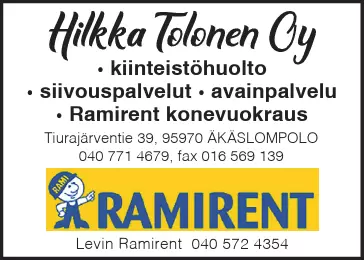 Hilkka Tolonen Oy
• kiinteistöhuolto
• siivouspalvelut • avainpalvelu
• Ramirent konevuokraus
Tiurajärventie 39, 95970 ÄKÄSLOMPOLO
040 771 4679, fax 016 569 139
RAMI
RAMIRENT
Levin Ramirent 040 572 4354